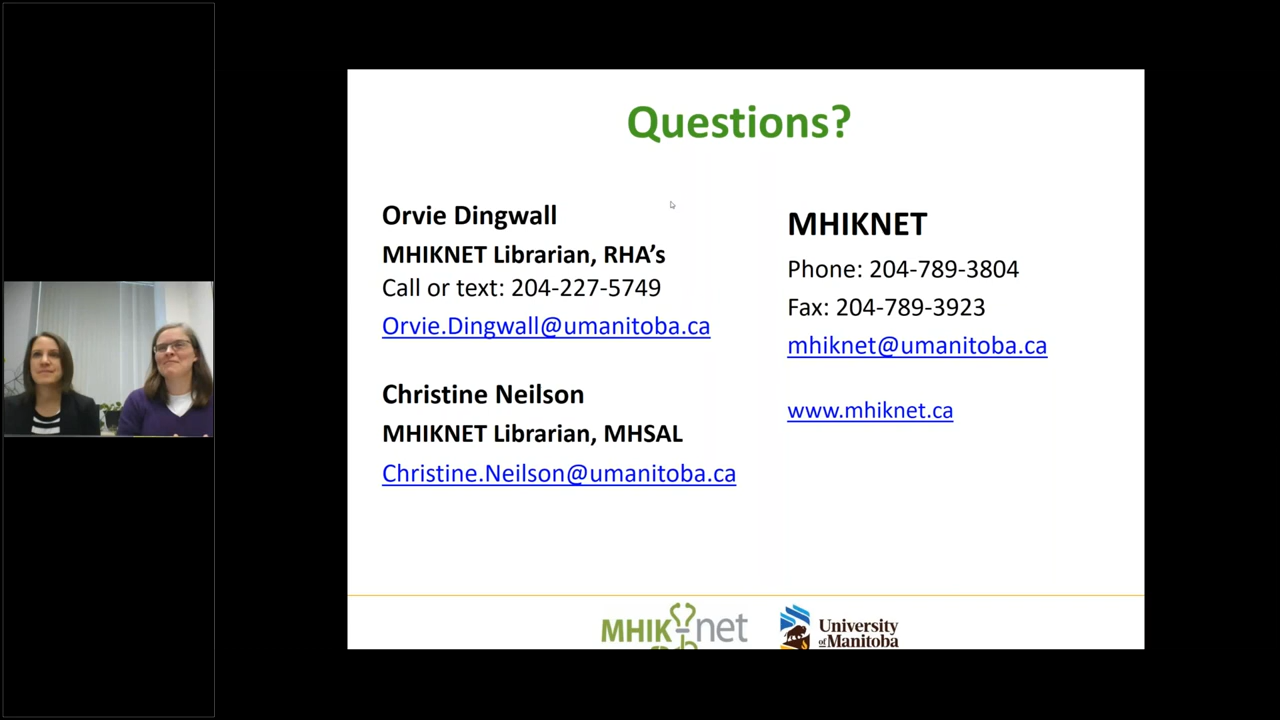 Questions?
Orvie Dingwall
MHIKNET Librarian, RHA’s
Call or text: 204-227-5749
Orvie.Dingwall@umanitoba.ca
Christine Neilson
MHIKNET Librarian, MHSAL
Christine.Neilson@umanitoba.ca
MHIKNET
Phone: 204-789-3804
Fax: 204-789-3923
mhiknet@umanitoba.ca
www.mhiknet.ca
MHIK-net
University
of Manitoba